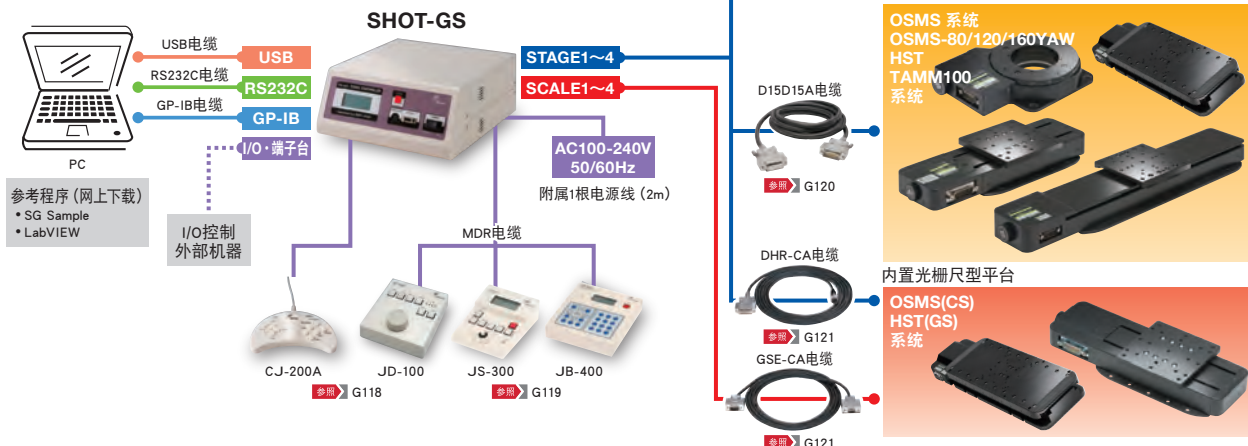 SHOT-GS
USB电缆
USB
RS232C电缆
RS232C
GP-IB电缆
GP-IB
I/O・端子台
PC
参考程序（网上下载）
• SG Sample
• LabVIEW
I/O控制
外部机器
STAGE1～4
SCALE1～4
AC100-240V
50/60Hz
附属1根电源线（2m）
MDR电缆
CJ-200A
JD-100
JS-300
JB-400
参照 G118
参照 G119
D15D15A电缆
参照 G120
DHR-CA电缆
参照 G121
GSE-CA电缆
参照 G121
OSMS 系统
OSMS-80/120/160YAW
HST
TAMM100
系统
内置光栅尺型平台
OSMS(CS)
HST(GS)
系统